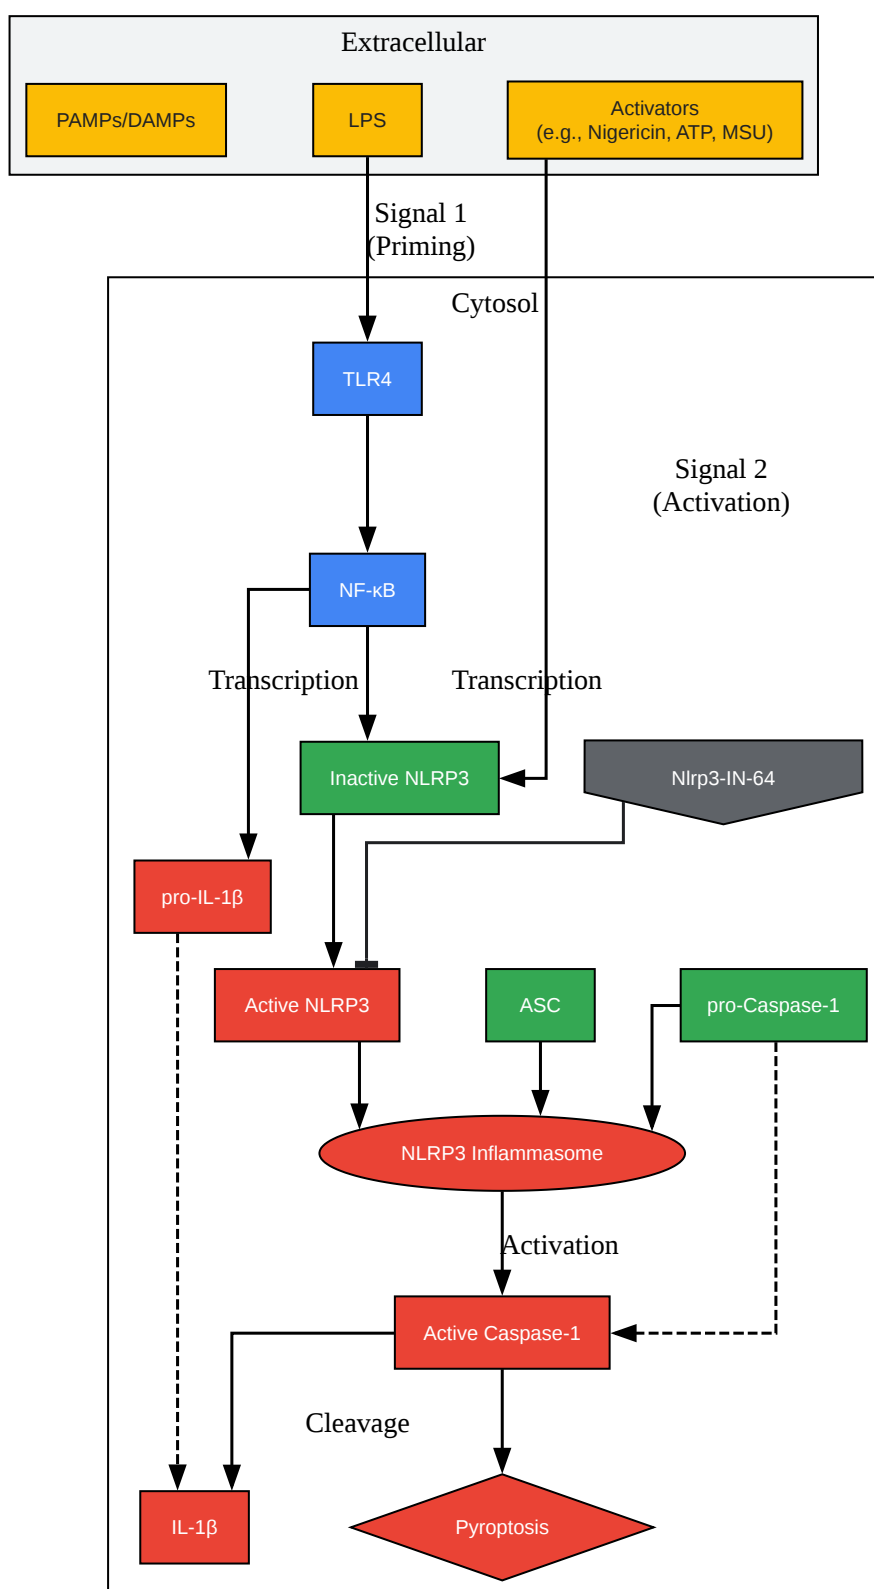 Extracellular
PAMPs/DAMPs
LPS
Activators
(e.g., Nigericin, ATP, MSU)
Signal 1
(Priming)
Cytosol
TLR4
Signal 2
(Activation)
NF-κB
Transcription
Transcription
Inactive NLRP3
Nlrp3-IN-64
pro-IL-1β
Active NLRP3
ASC
pro-Caspase-1
NLRP3 Inflammasome
Activation
Active Caspase-1
Cleavage
IL-1β
Pyroptosis